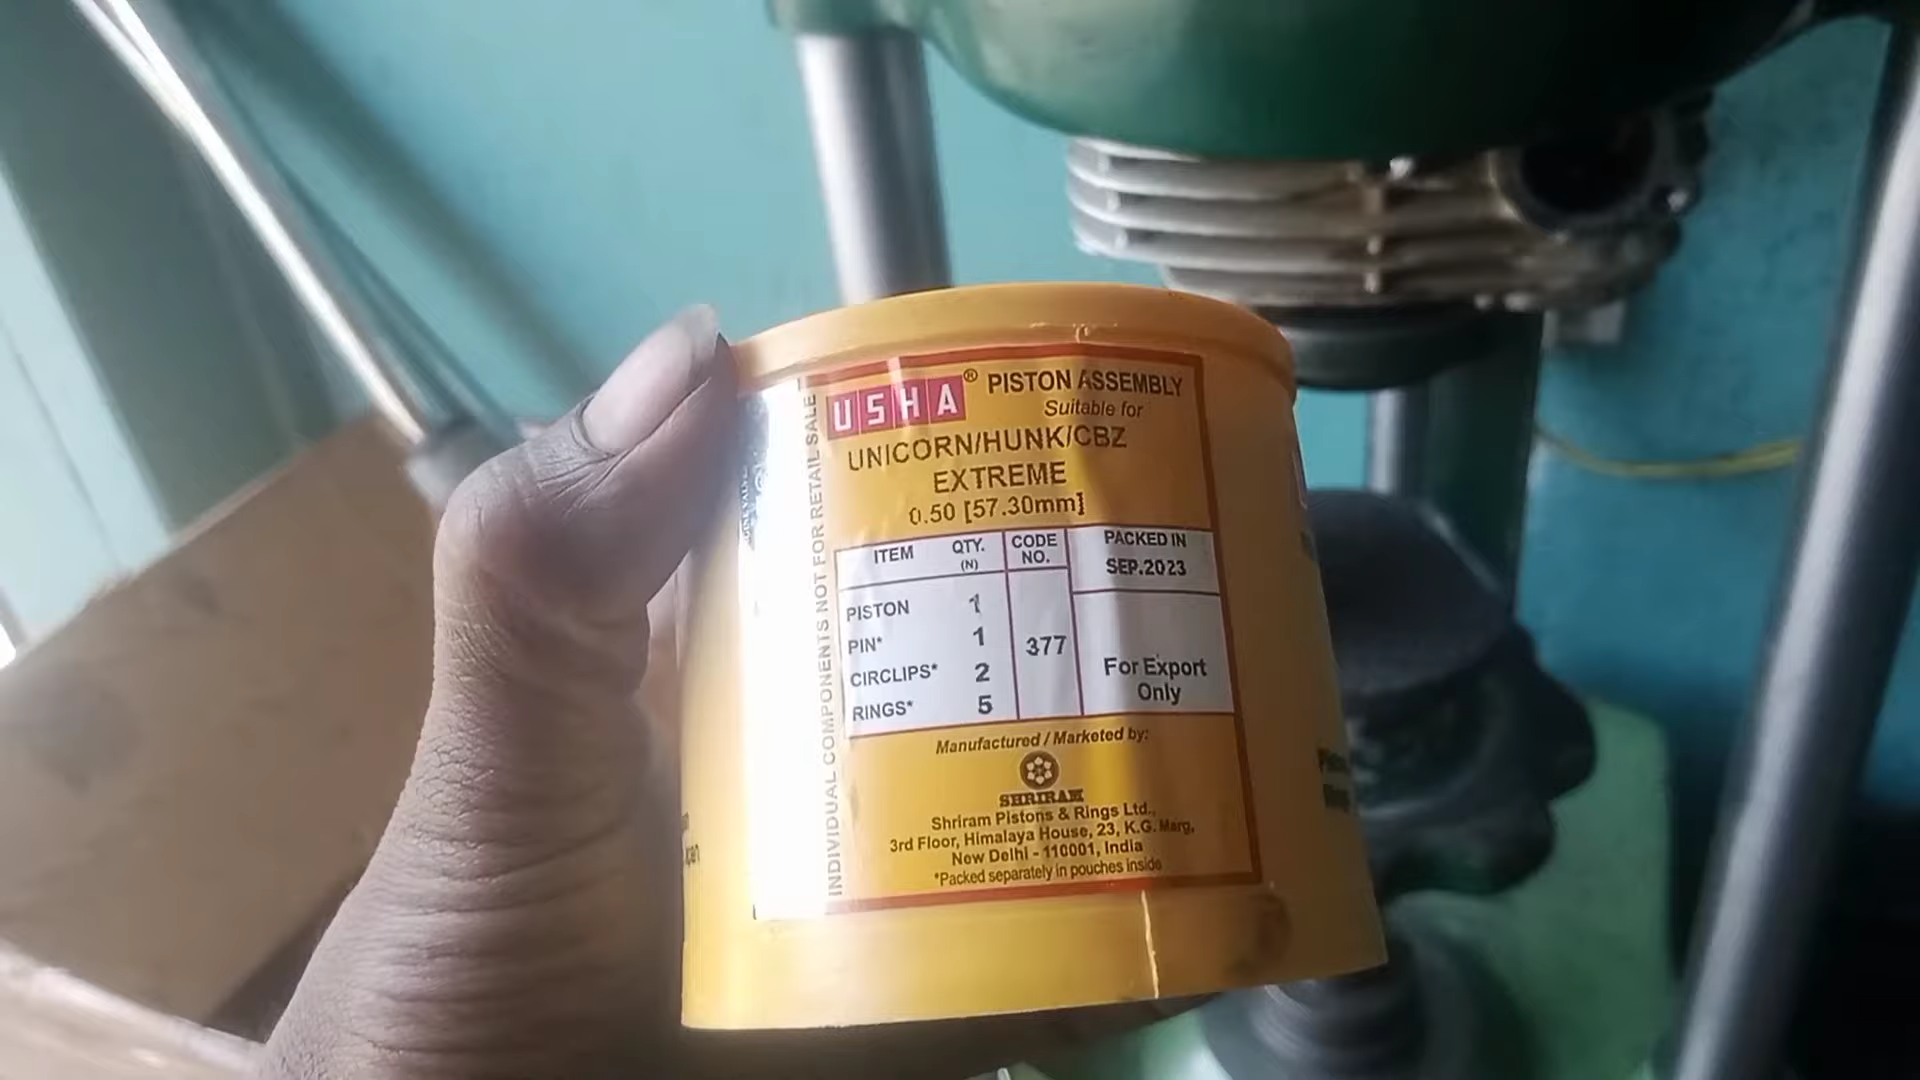 USHA® PISTON ASSEMBLY
Suitable for
UNICORN/HUNK/CBZ
EXTREME
0.50 [57.30mm]
ITEM QTY. (N) CODE NO. PACKED IN
SEP.2023
PISTON 1
PIN* 1
CIRCLIPS* 2
RINGS* 5
377
For Export
Only
Manufactured / Marketed by:
SHRIRAM
Shriram Pistons & Rings Ltd.,
3rd Floor, Himalaya House, 23, K.G. Marg,
New Delhi - 110001, India
*Packed separately in pouches inside
INDIVIDUAL COMPONENTS NOT FOR RETAIL SALE